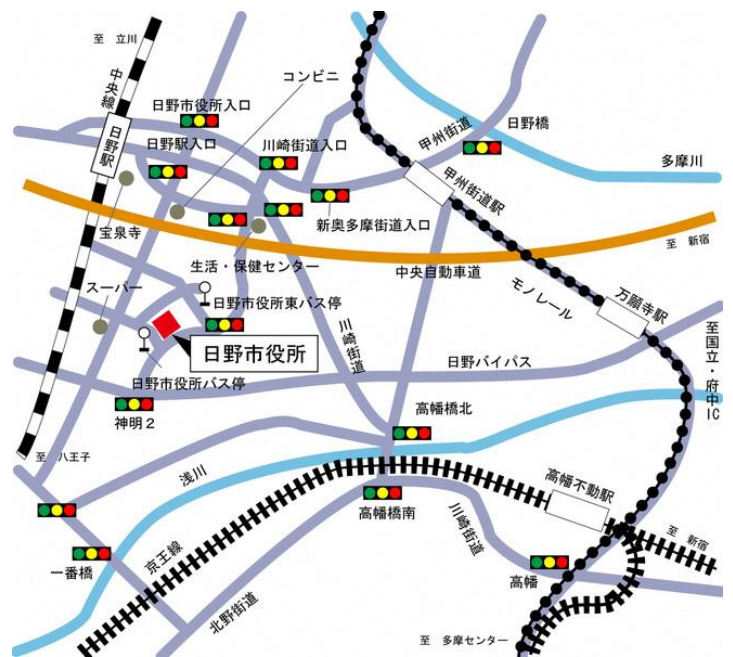 至 立川
中央線
日野駅
日野市役所入口
コンビニ
日野駅入口
川崎街道入口
甲州街道
日野橋
多摩川
甲州街道駅
新奥多摩街道入口
宝泉寺
生活・保健センター
中央自動車道
至 新宿
スーパー
日野市役所東バス停
モノレール
万願寺駅
日野市役所
川崎街道
日野バイパス
至国立・府中IC
日野市役所バス停
神明2
高幡橋北
至 八王子
浅川
高幡不動駅
高幡橋南
川崎街道
至 新宿
一番橋
京王線
北野街道
高幡
至 多摩センター